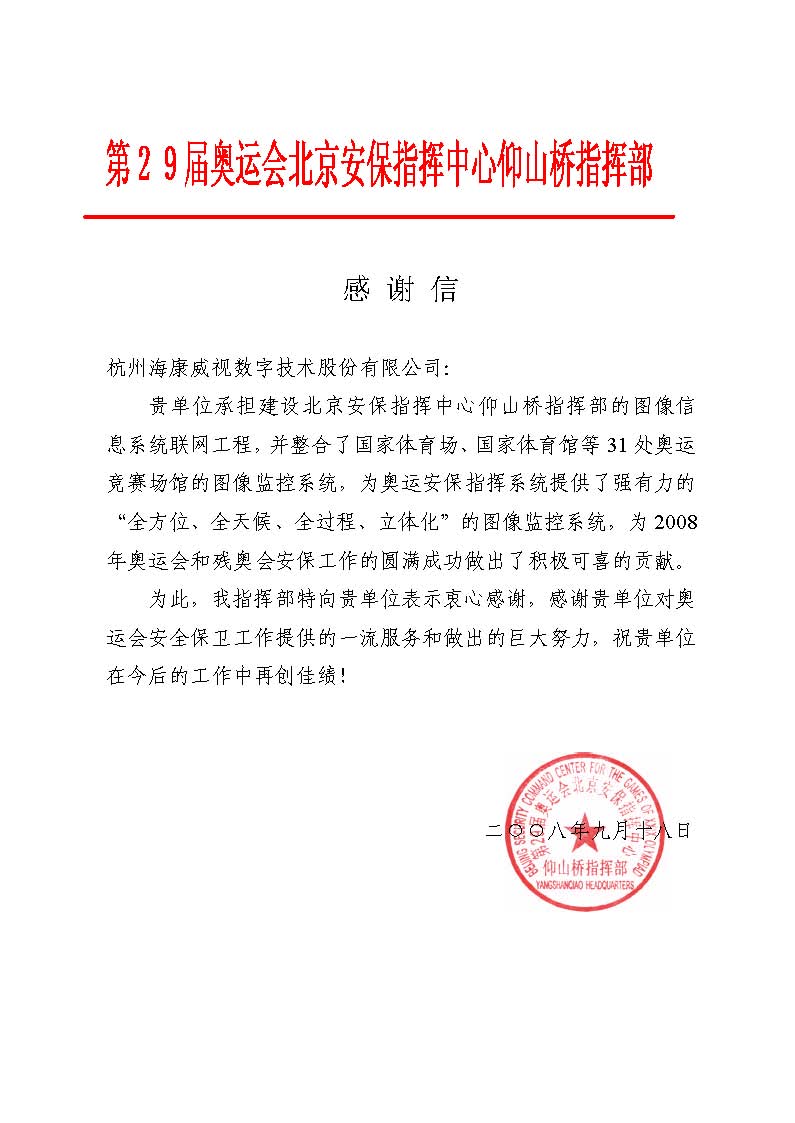 第29届奥运会北京安保指挥中心仰山桥指挥部
感谢信
杭州海康威视数字技术股份有限公司：
贵单位承担建设北京安保指挥中心仰山桥指挥部的图像信
息系统联网工程，并整合了国家体育场、国家体育馆等 31 处奥运
竞赛场馆的图像监控系统，为奥运安保指挥系统提供了强有力的
“全方位、全天候、全过程、立体化”的图像监控系统，为 2008
年奥运会和残奥会安保工作的圆满成功做出了积极可喜的贡献。
为此，我指挥部特向贵单位表示衷心感谢，感谢贵单位对奥
运会安全保卫工作提供的一流服务和做出的巨大努力，祝贵单位
在今后的工作中再创佳绩！
BEIJING SECURITY COMMAND CENTER FOR THE GAMES OF XXIX OLYMPIAD
第29届奥运会北京安保指挥中心
二〇〇八年九月十八日
仰山桥指挥部
YANGSHANQIAO HEADQUARTERS